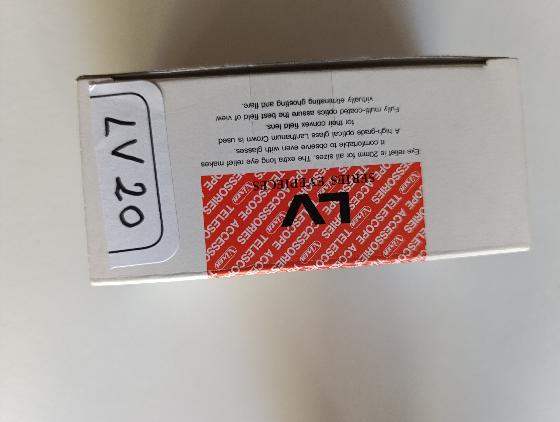 LV 20
LV
SERIES EYEPIECES
Eye relief is 20mm for all sizes. The extra long eye relief makes
it comfortable to observe with even with glasses.
A high-grade optical glass Lanthanum Crown is used
for their convex field lens.
Fully multi-coated optics assure the best field of view
virtually eliminating ghosting and flare.
Vixen TELESCOPE ACCESSORIES